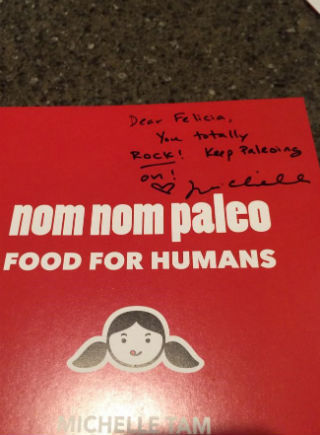 Dear Felicia,
You totally
ROCK! Keep Paleoing
on!
♡ Michelle
nom nom paleo
FOOD FOR HUMANS
MICHELLE TAM